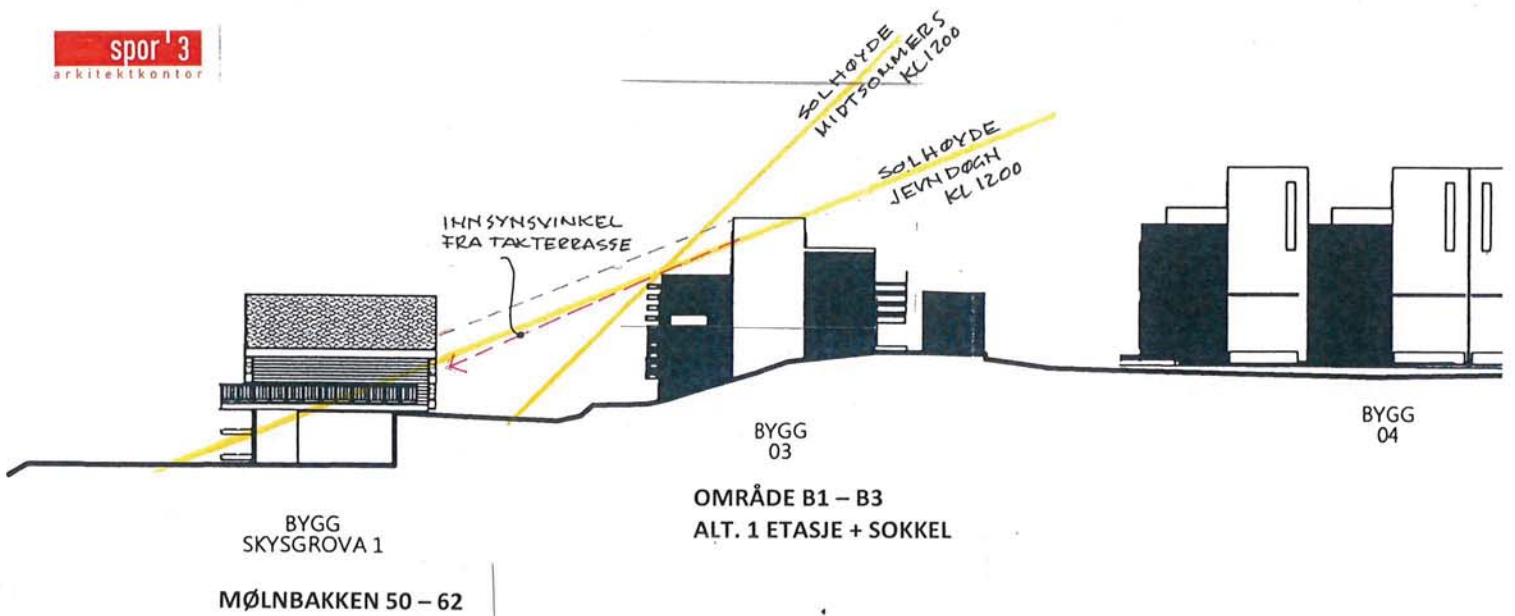 spor'3
arkitektkontor
SOLHØYDE
MIDTSOMMERS
KL 1200
SOLHØYDE
JEVNDØGN
KL 1200
INNSYNSVINKEL
FRA TAKTERRASSE
BYGG
SKYSGROVA 1
MØLNBAKKEN 50 – 62
BYGG
03
OMRÅDE B1 – B3
ALT. 1 ETASJE + SOKKEL
BYGG
04